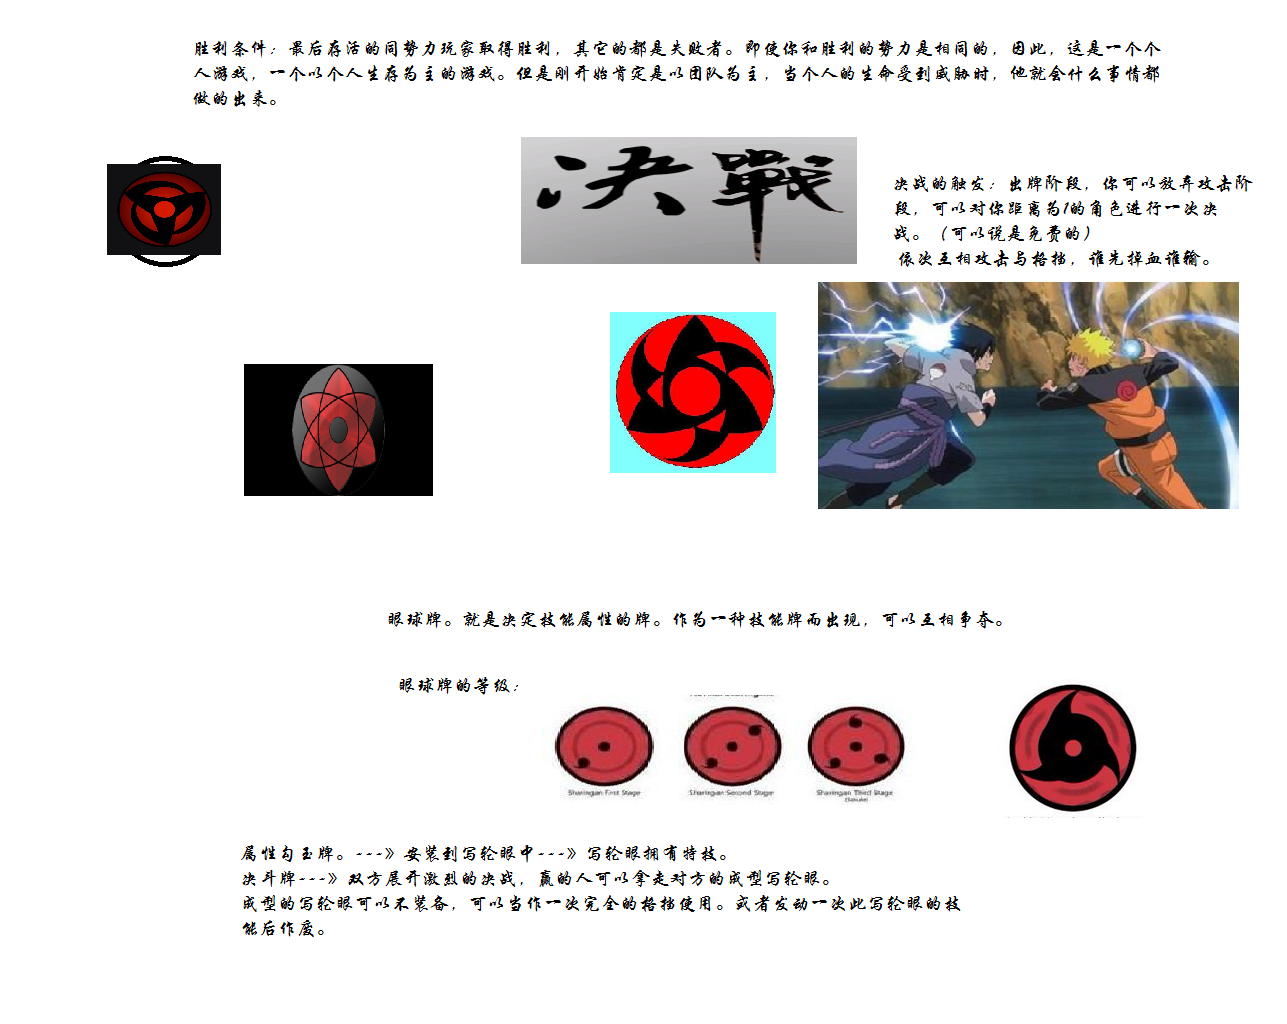 胜利条件：最后存活的同势力玩家取得胜利，其它的都是失败者。即使你和胜利的势力是相同的，因此，这是一个个
人游戏，一个以个人生存为主的游戏。但是刚开始肯定是以团队为主，当个人的生命受到威胁时，他就会什么事情都
做的出来。
决戰
决战的触发：出牌阶段，你可以放弃攻击阶
段，可以对你距离为1的角色进行一次决
战。（可以说是免费的）
依次互相攻击与格挡，谁先掉血谁输。
眼球牌。就是决定技能属性的牌。作为一种技能牌而出现，可以互相争夺。
眼球牌的等级：
Sharingan First Stage
Sharingan Second Stage
Sharingan Third Stage
(Sasuke)
属性勾玉牌。---》安装到写轮眼中---》写轮眼拥有特技。
决斗牌---》双方展开激烈的决战，赢的人可以拿走对方的成型写轮眼。
成型的写轮眼可以不装备，可以当作一次完全的格挡使用。或者发动一次此写轮眼的技
能后作废。